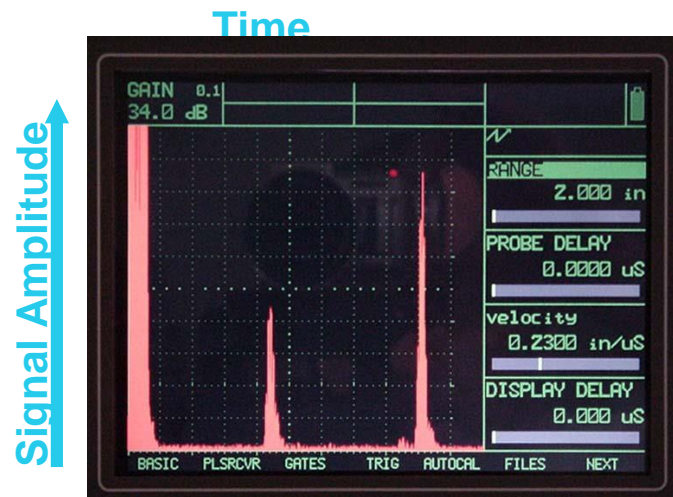 Time
Signal Amplitude
GAIN 0.1
34.0 dB
RANGE
2.000 in
PROBE DELAY
0.0000 uS
velocity
0.2300 in/uS
DISPLAY DELAY
0.000 uS
BASIC PLSRCVR GATES TRIG AUTOCAL FILES NEXT